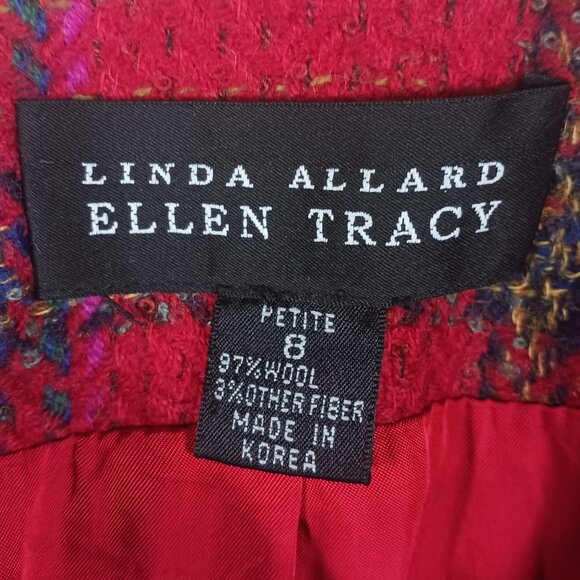 LINDA ALLARD
ELLEN TRACY
PETITE
8
97% WOOL
3% OTHER FIBER
MADE IN
KOREA